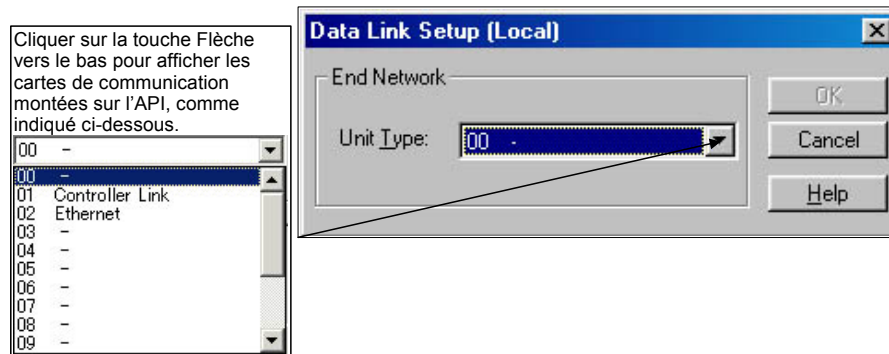 Cliquer sur la touche Flèche
vers le bas pour afficher les
cartes de communication
montées sur l'API, comme
indiqué ci-dessous.
00 -
00 -
01 Controller Link
02 Ethernet
03 -
04 -
05 -
06 -
07 -
08 -
09 -
Data Link Setup (Local)
End Network
Unit Type: 00 -
OK
Cancel
Help